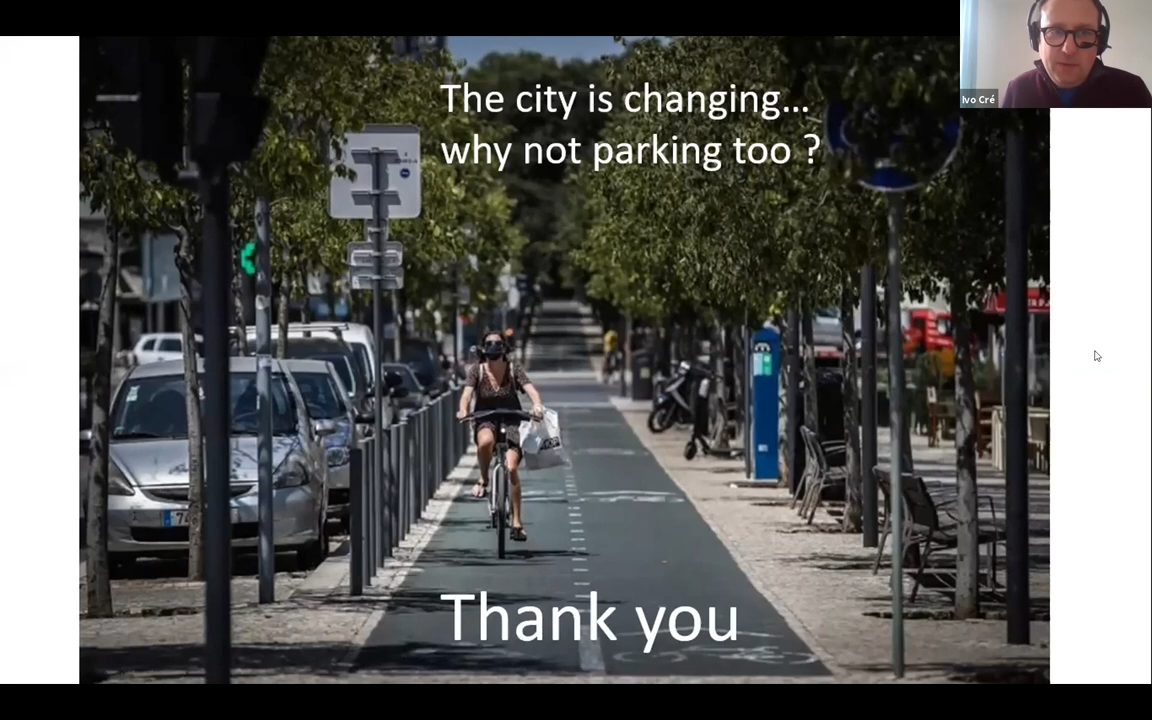 The city is changing...
why not parking too ?
Ivo Cré
Thank you